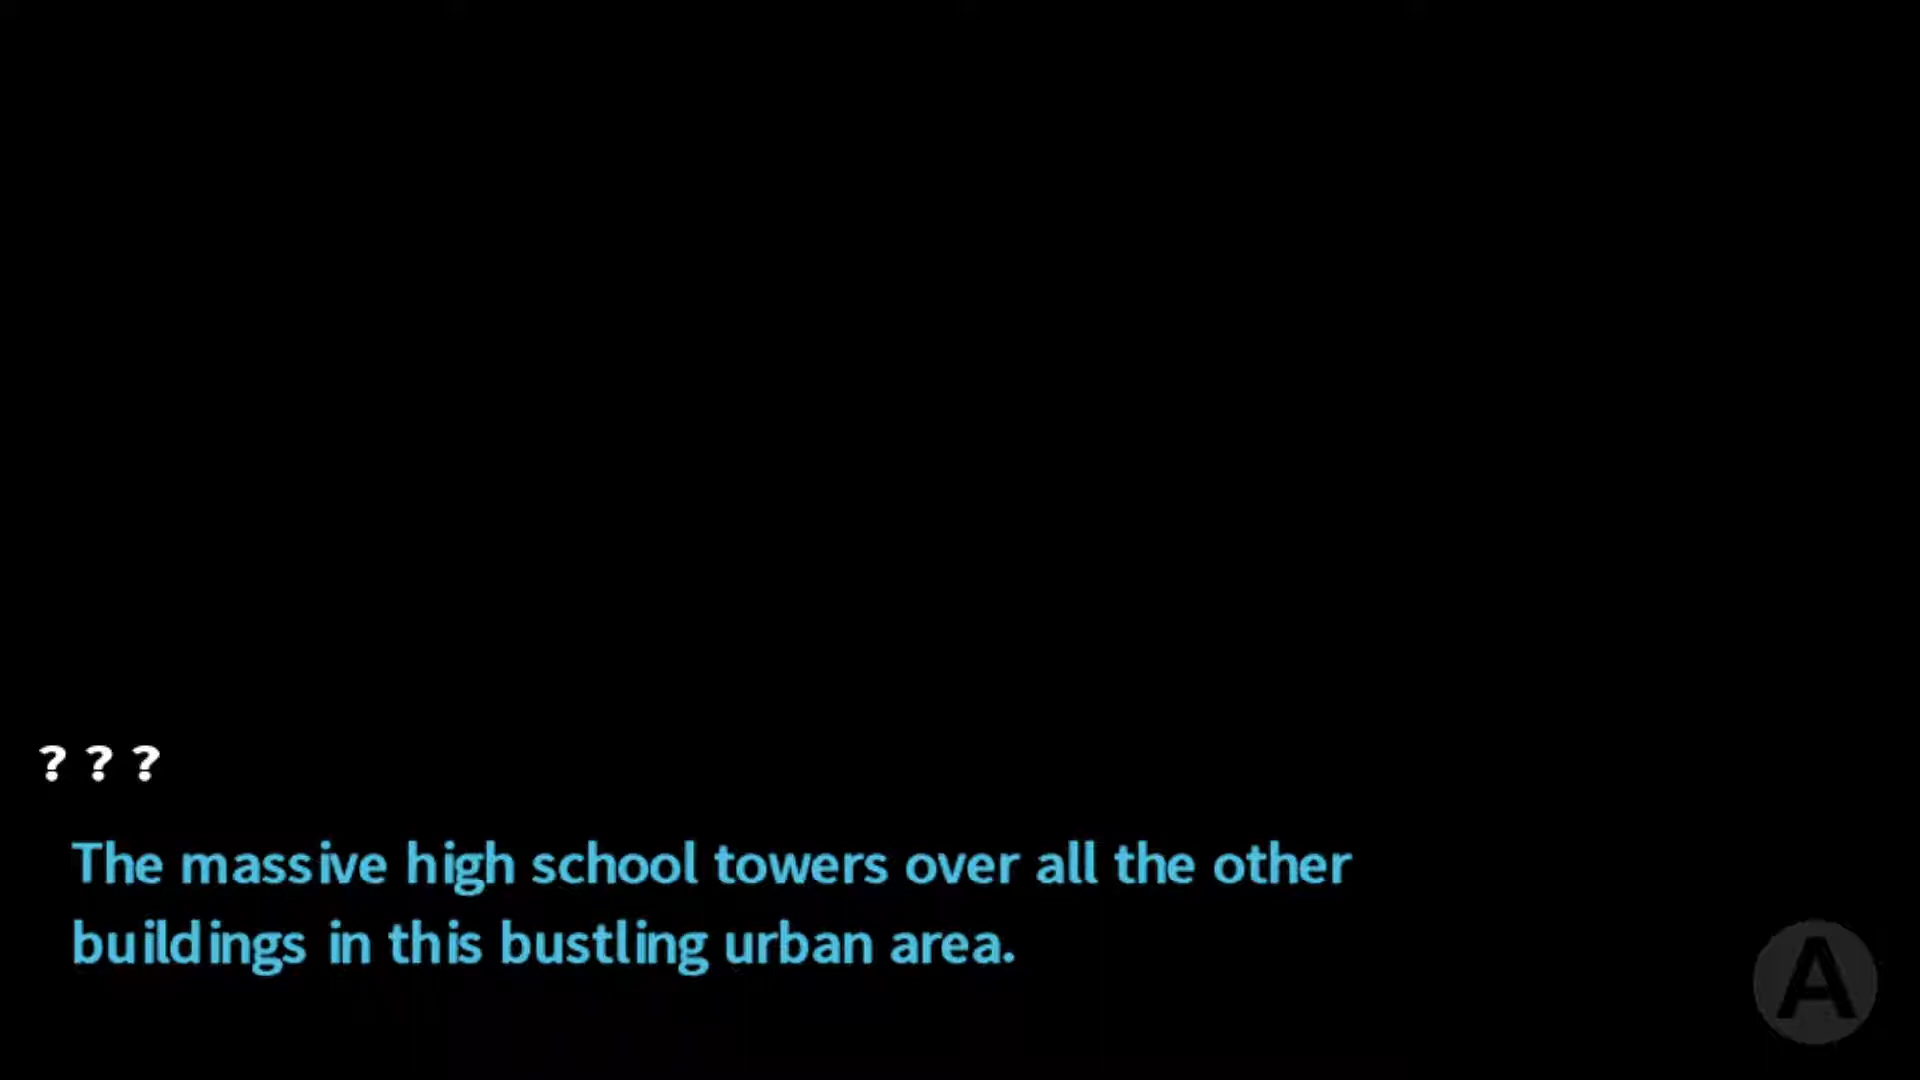 ? ? ?
The massive high school towers over all the other
buildings in this bustling urban area.
A